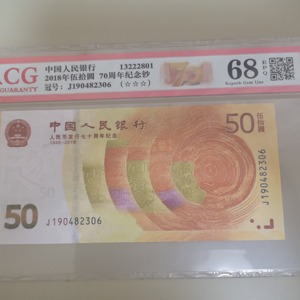 ACG
GUARANTY
中国人民银行 13222801
2018年伍拾圆 70周年纪念钞
冠号: J190482306 (☆☆☆)
68 EPQ
Superb Gem Unc
中国人民银行
人民币发行七十周年纪念
1948-2018
50
伍拾圆
J190482306
50
J190482306